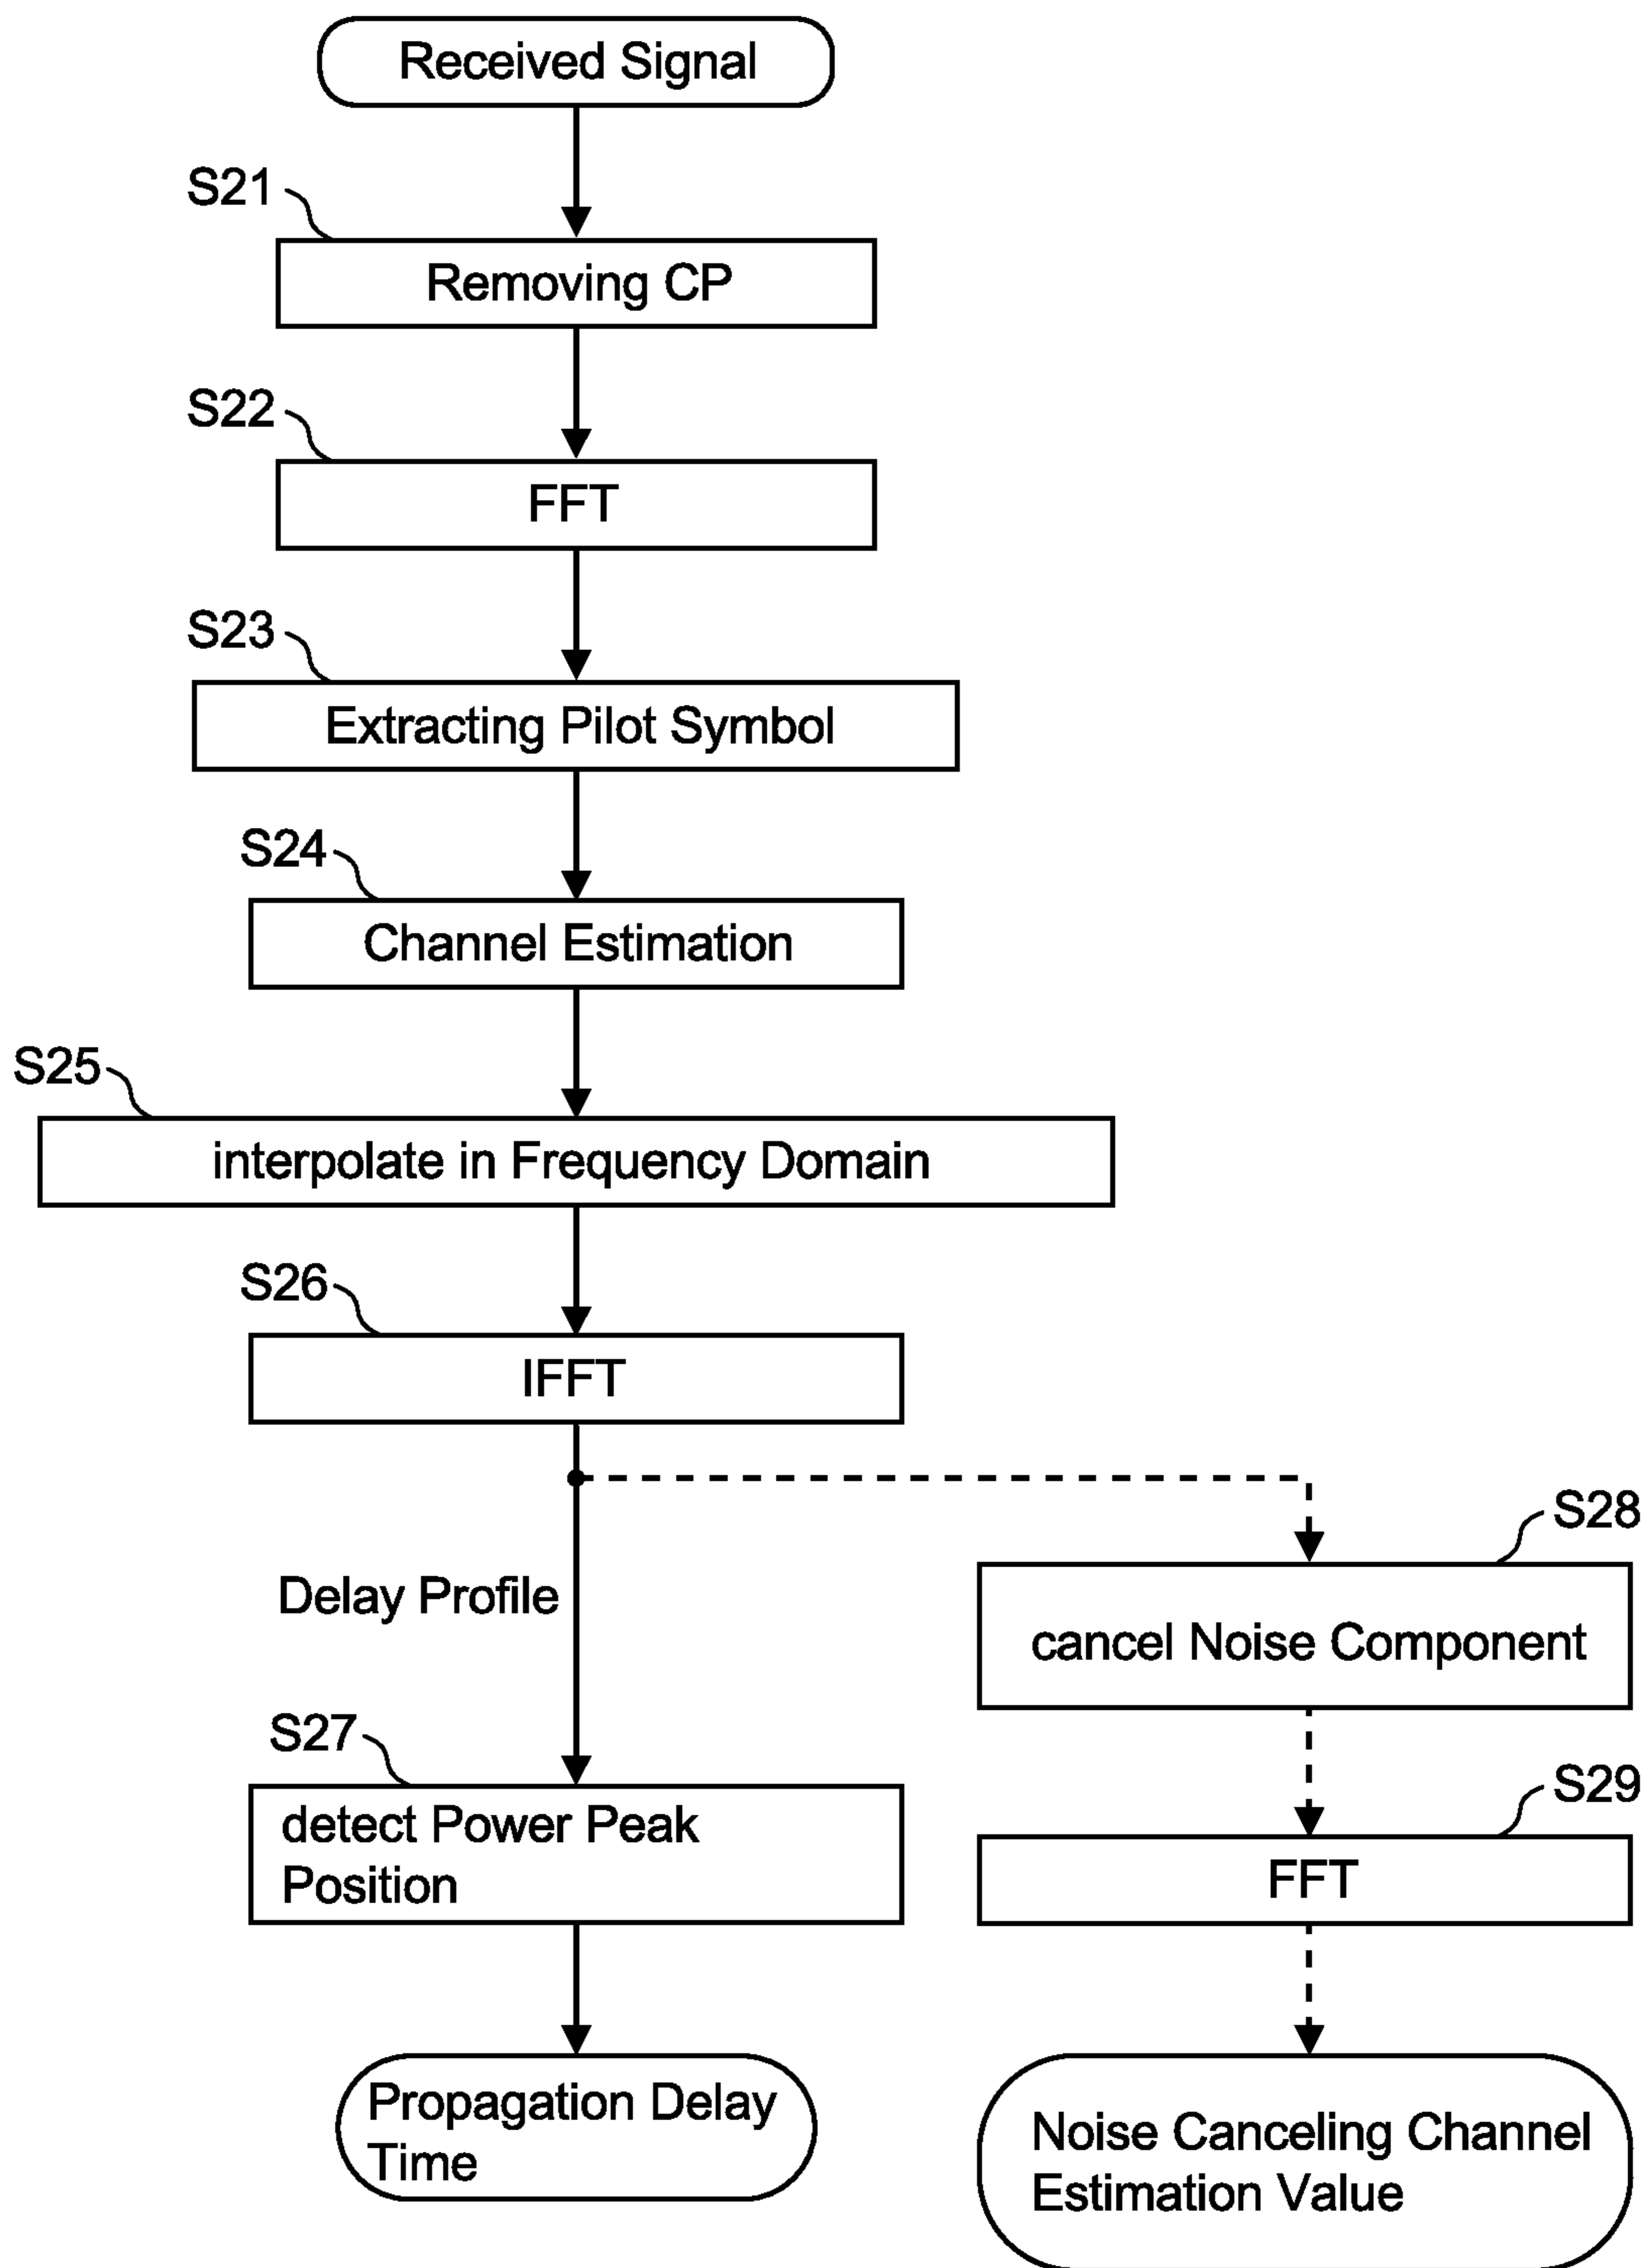 Received Signal
S21
Removing CP
S22
FFT
S23
Extracting Pilot Symbol
S24
Channel Estimation
S25
interpolate in Frequency Domain
S26
IFFT
Delay Profile
S28
cancel Noise Component
S27
detect Power Peak
Position
S29
FFT
Propagation Delay
Time
Noise Canceling Channel
Estimation Value